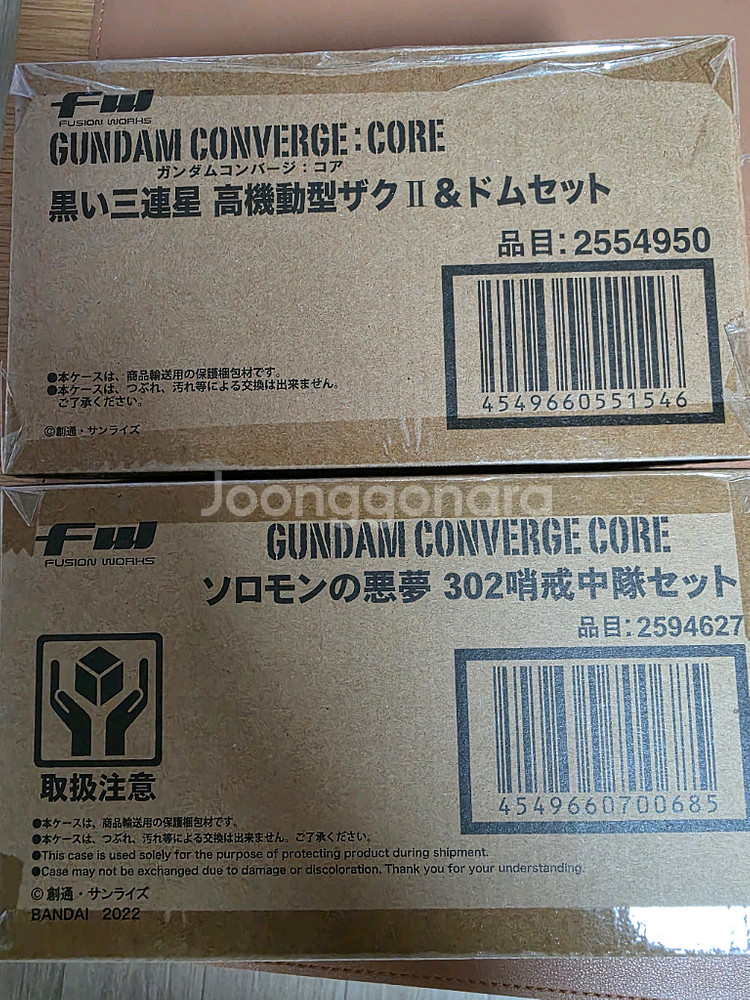 FW
FUSION WORKS
GUNDAM CONVERGE:CORE
ガンダムコンバージ:コア
黒い三連星 高機動型ザクⅡ&ドムセット
品目:2554950
4549660551546
●本ケースは、商品輸送用の保護梱包材です。
●本ケースは、つぶれ、汚れ等による交換は出来ません。
ご了承ください。
©創通・サンライズ
Joonggonara
FW
FUSION WORKS
GUNDAM CONVERGE CORE
ソロモンの悪夢 302哨戒中隊セット
品目:2594627
4549660700685
取扱注意
●本ケースは、商品輸送用の保護梱包材です。
●本ケースは、つぶれ、汚れ等による交換は出来ません。ご了承ください。
●This case is used solely for the purpose of protecting product during shipment.
●Case may not be exchanged due to damage or discoloration. Thank you for your understanding.
©創通・サンライズ
BANDAI 2022